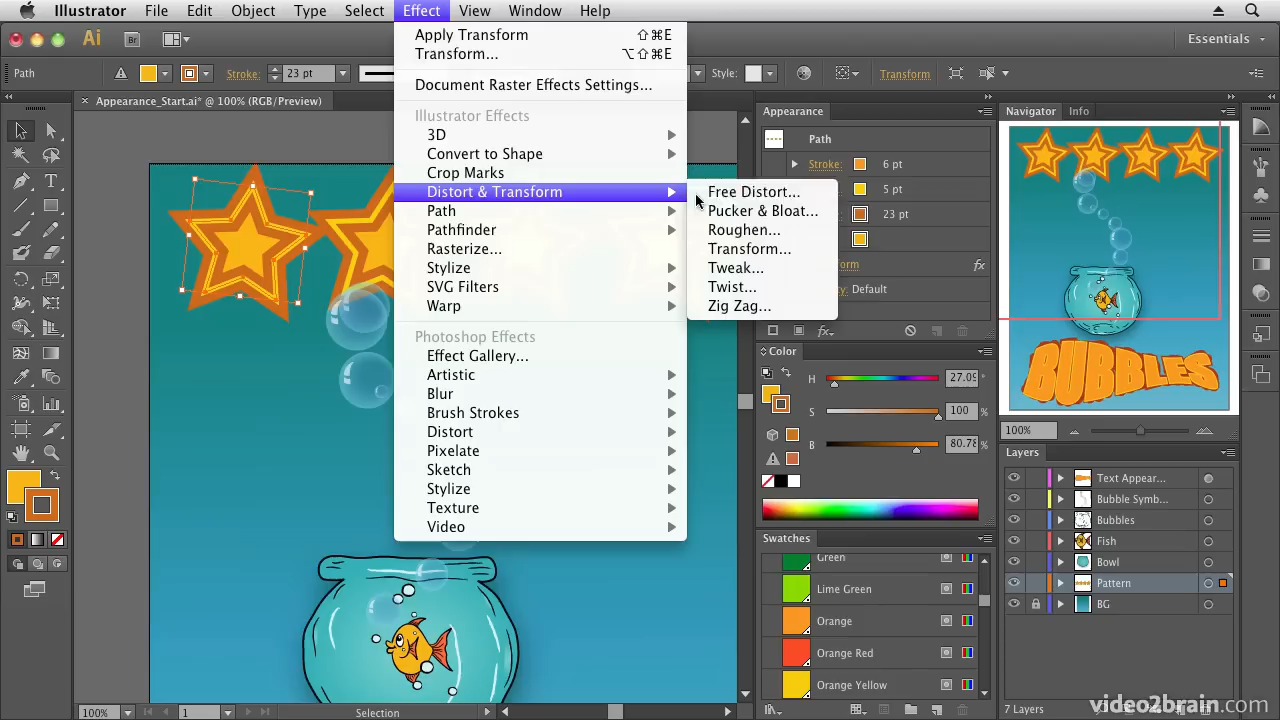 Illustrator File Edit Object Type Select Effect View Window Help
Ai Br Essentials
Path Stroke: 23 pt Style: Transform
Appearance_Start.ai* @ 100% (RGB/Preview)
Apply Transform ⇧⌘E
Transform... ⌥⇧⌘E
Document Raster Effects Settings...
Illustrator Effects
3D
Convert to Shape
Crop Marks
Distort & Transform
Path
Pathfinder
Rasterize...
Stylize
SVG Filters
Warp
Photoshop Effects
Effect Gallery...
Artistic
Blur
Brush Strokes
Distort
Pixelate
Sketch
Stylize
Texture
Video
Free Distort...
Pucker & Bloat...
Roughen...
Transform...
Tweak...
Twist...
Zig Zag...
Appearance
Path
Stroke: 6 pt
5 pt
23 pt
fx
Default
fx
Color
H 27.09 °
S 100 %
B 80.78 %
Swatches
Green
Lime Green
Orange
Orange Red
Orange Yellow
Navigator Info
BUBBLES
100%
Layers
Text Appear...
Bubble Symb...
Bubbles
Fish
Bowl
Pattern
BG
7 Layers
100% 1 Selection
video2brain.com